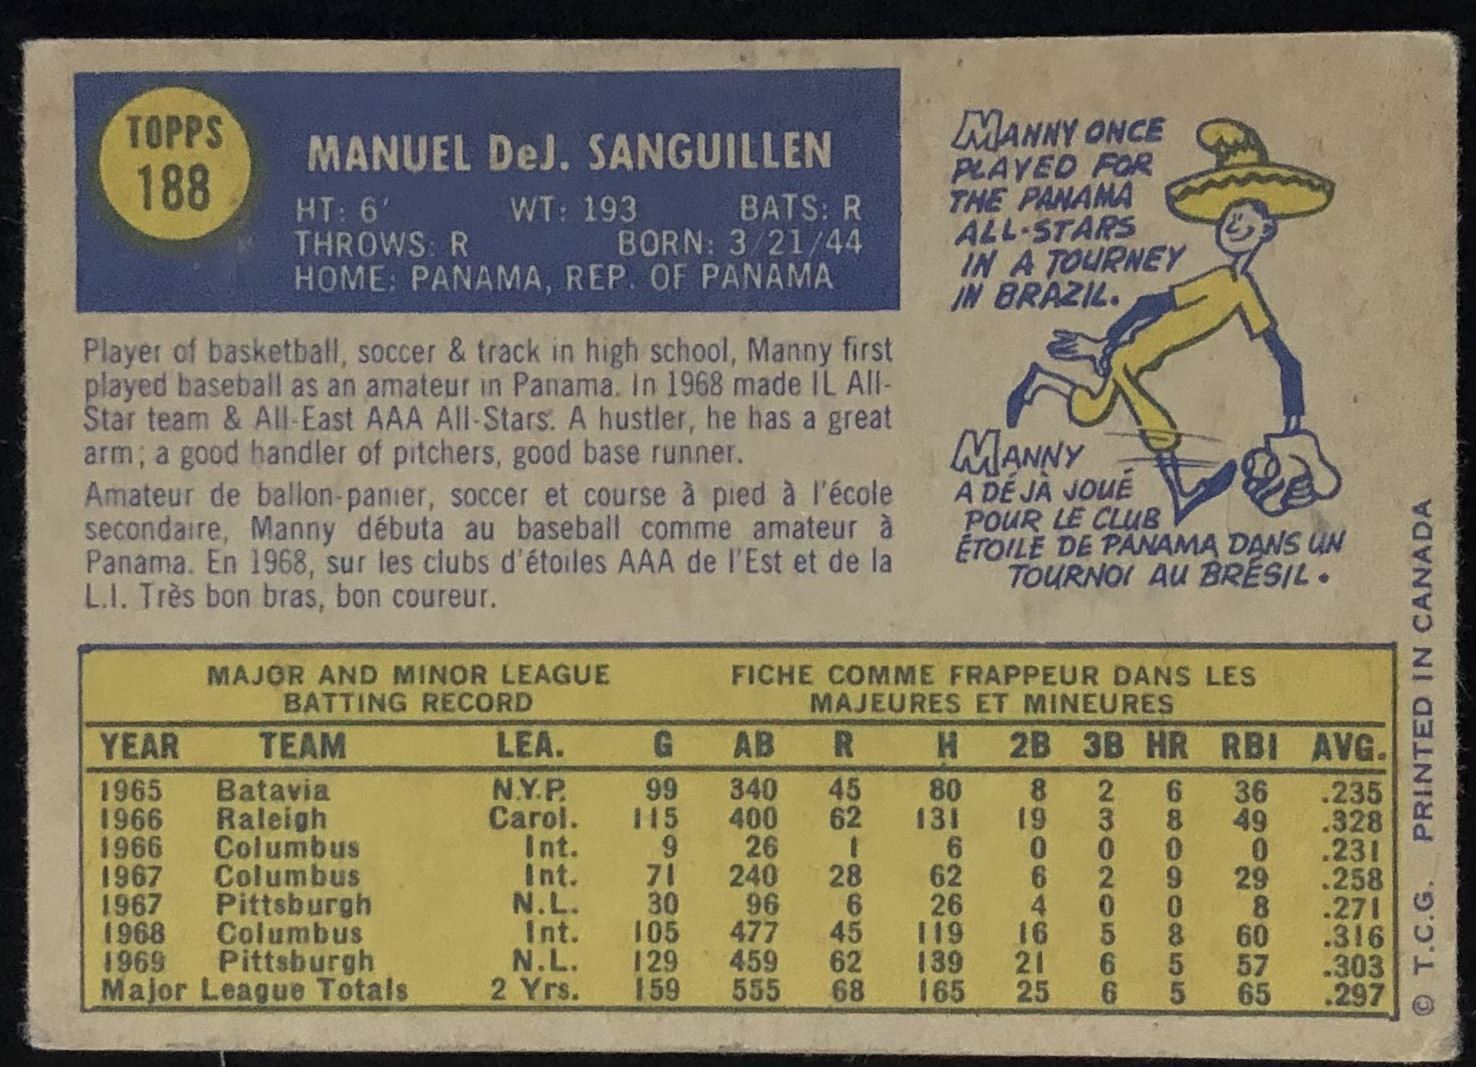 TOPPS
188
MANUEL DeJ. SANGUILLEN
HT: 6' WT: 193 BATS: R
THROWS: R BORN: 3/21/44
HOME: PANAMA, REP. OF PANAMA
Player of basketball, soccer & track in high school, Manny first
played baseball as an amateur in Panama. In 1968 made IL All-
Star team & All-East AAA All-Stars. A hustler, he has a great
arm; a good handler of pitchers, good base runner.
Amateur de ballon-panier, soccer et course à pied à l'école
secondaire, Manny débuta au baseball comme amateur à
Panama. En 1968, sur les clubs d'étoiles AAA de l'Est et de la
L.I. Très bon bras, bon coureur.
MANNY ONCE
PLAYED FOR
THE PANAMA
ALL-STARS
IN A TOURNEY
IN BRAZIL.
MANNY
A DÉJÀ JOUÉ
POUR LE CLUB
ÉTOILE DE PANAMA DANS UN
TOURNOI AU BRÉSIL.
MAJOR AND MINOR LEAGUE
BATTING RECORD
FICHE COMME FRAPPEUR DANS LES
MAJEURES ET MINEURES
YEAR TEAM LEA. G AB R H 2B 3B HR RBI AVG.
1965 Batavia N.Y.P. 99 340 45 80 8 2 6 36 .235
1966 Raleigh Carol. 115 400 62 131 19 3 8 49 .328
1966 Columbus Int. 9 26 1 6 0 0 0 0 .231
1967 Columbus Int. 71 240 28 62 6 2 9 29 .258
1967 Pittsburgh N.L. 30 96 6 26 4 0 0 8 .271
1968 Columbus Int. 105 477 45 119 16 5 8 60 .316
1969 Pittsburgh N.L. 129 459 62 139 21 6 5 57 .303
Major League Totals 2 Yrs. 159 555 68 165 25 6 5 65 .297
© T.C.G. PRINTED IN CANADA